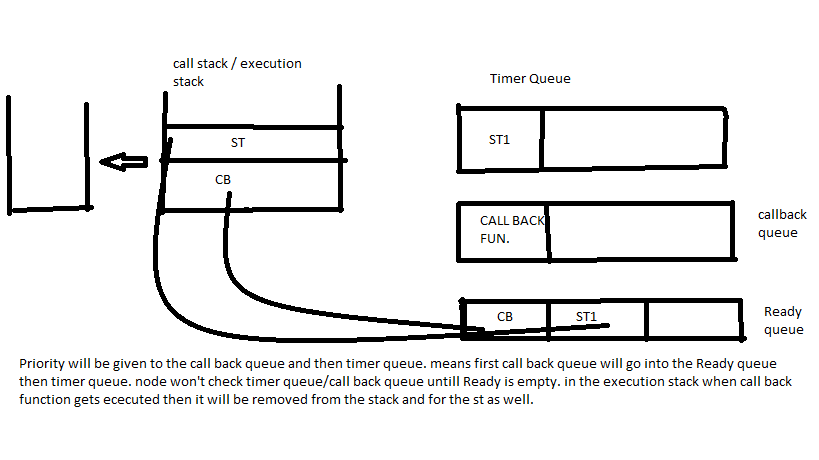 call stack / execution
stack
Timer Queue
ST
ST1
CB
CALL BACK
FUN.
callback
queue
CB
ST1
Ready
queue
Priority will be given to the call back queue and then timer queue. means first call back queue will go into the Ready queue
then timer queue. node won't check timer queue/call back queue untill Ready is empty. in the execution stack when call back
function gets ececuted then it will be removed from the stack and for the st as well.